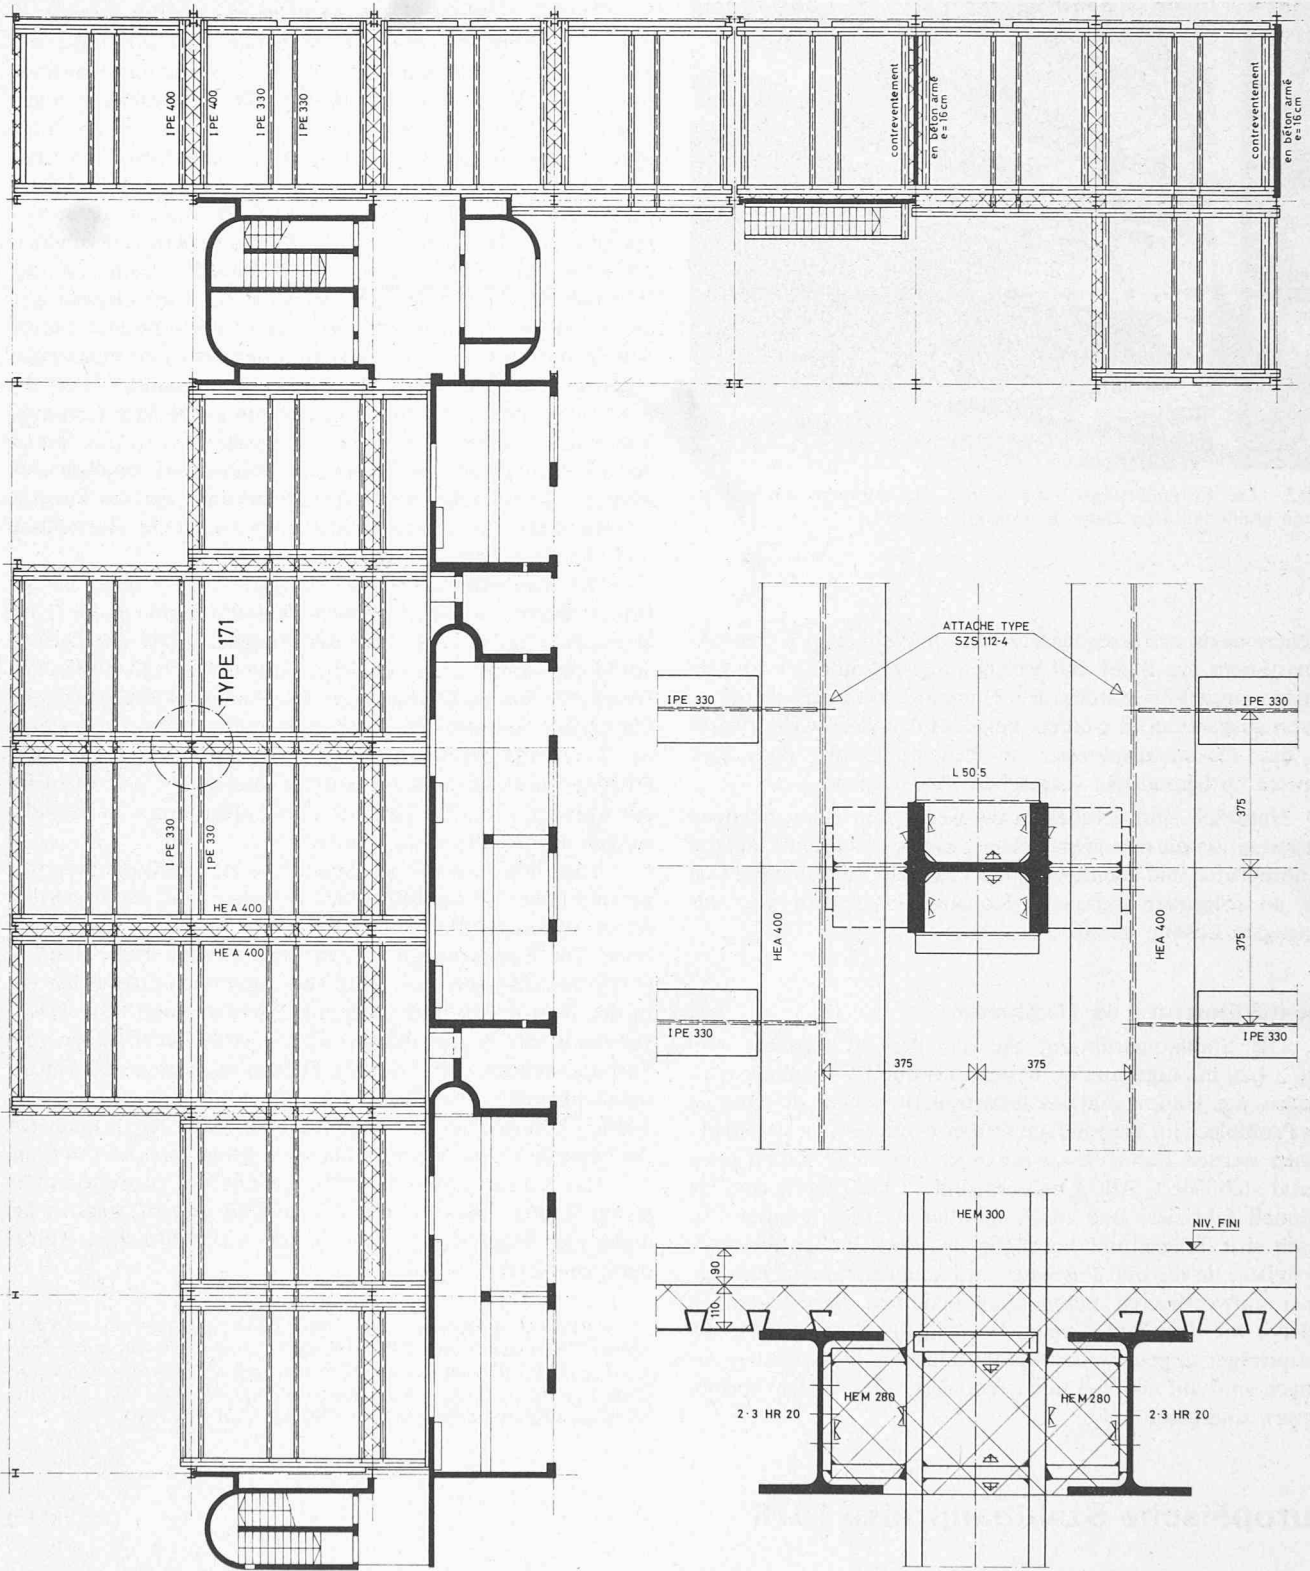 IPE 400
IPE 400
IPE 330
IPE 330
contreventement
en béton armé
e = 16 cm
contreventement
en béton armé
e = 16 cm
TYPE 171
IPE 330
IPE 330
HEA 400
HEA 400
ATTACHE TYPE
SZS 112-4
IPE 330
IPE 330
L 50·5
375
HEA 400
HEA 400
375
IPE 330
IPE 330
375
375
HEM 300
NIV. FINI
90
110
HEM 280
HEM 280
2·3 HR 20
2·3 HR 20